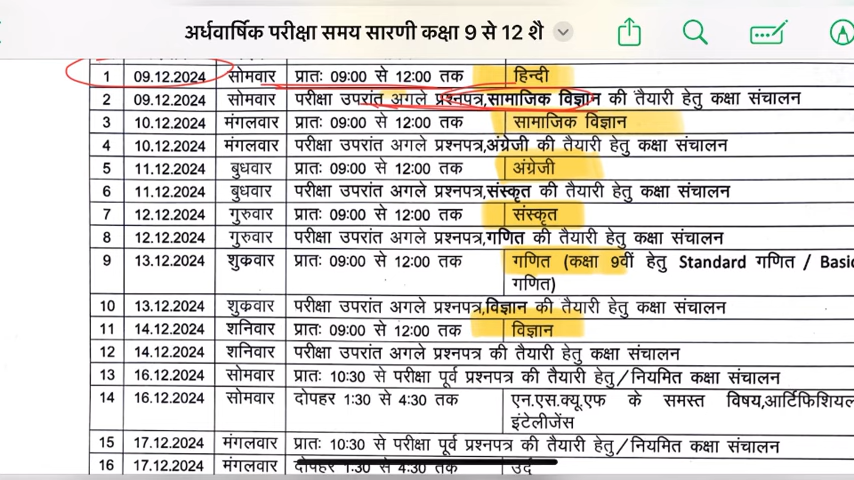 अर्धवार्षिक परीक्षा समय सारणी कक्षा 9 से 12 शै
1 09.12.2024 सोमवार प्रातः 09:00 से 12:00 तक हिन्दी
2 09.12.2024 सोमवार परीक्षा उपरांत अगले प्रश्नपत्र,सामाजिक विज्ञान की तैयारी हेतु कक्षा संचालन
3 10.12.2024 मंगलवार प्रातः 09:00 से 12:00 तक सामाजिक विज्ञान
4 10.12.2024 मंगलवार परीक्षा उपरांत अगले प्रश्नपत्र,अंग्रेजी की तैयारी हेतु कक्षा संचालन
5 11.12.2024 बुधवार प्रातः 09:00 से 12:00 तक अंग्रेजी
6 11.12.2024 बुधवार परीक्षा उपरांत अगले प्रश्नपत्र,संस्कृत की तैयारी हेतु कक्षा संचालन
7 12.12.2024 गुरुवार प्रातः 09:00 से 12:00 तक संस्कृत
8 12.12.2024 गुरुवार परीक्षा उपरांत अगले प्रश्नपत्र,गणित की तैयारी हेतु कक्षा संचालन
9 13.12.2024 शुक्रवार प्रातः 09:00 से 12:00 तक गणित (कक्षा 9वीं हेतु Standard गणित / Basic
गणित)
10 13.12.2024 शुक्रवार परीक्षा उपरांत अगले प्रश्नपत्र,विज्ञान की तैयारी हेतु कक्षा संचालन
11 14.12.2024 शनिवार प्रातः 09:00 से 12:00 तक विज्ञान
12 14.12.2024 शनिवार परीक्षा उपरांत अगले प्रश्नपत्र की तैयारी हेतु कक्षा संचालन
13 16.12.2024 सोमवार प्रातः 10:30 से परीक्षा पूर्व प्रश्नपत्र की तैयारी हेतु/नियमित कक्षा संचालन
14 16.12.2024 सोमवार दोपहर 1:30 से 4:30 तक एन.एस.क्यू.एफ के समस्त विषय,आर्टिफिशियल
इंटेलीजेंस
15 17.12.2024 मंगलवार प्रातः 10:30 से परीक्षा पूर्व प्रश्नपत्र की तैयारी हेतु/नियमित कक्षा संचालन
16 17.12.2024 मंगलवार दोपहर 1:30 से 4:30 तक उर्दू